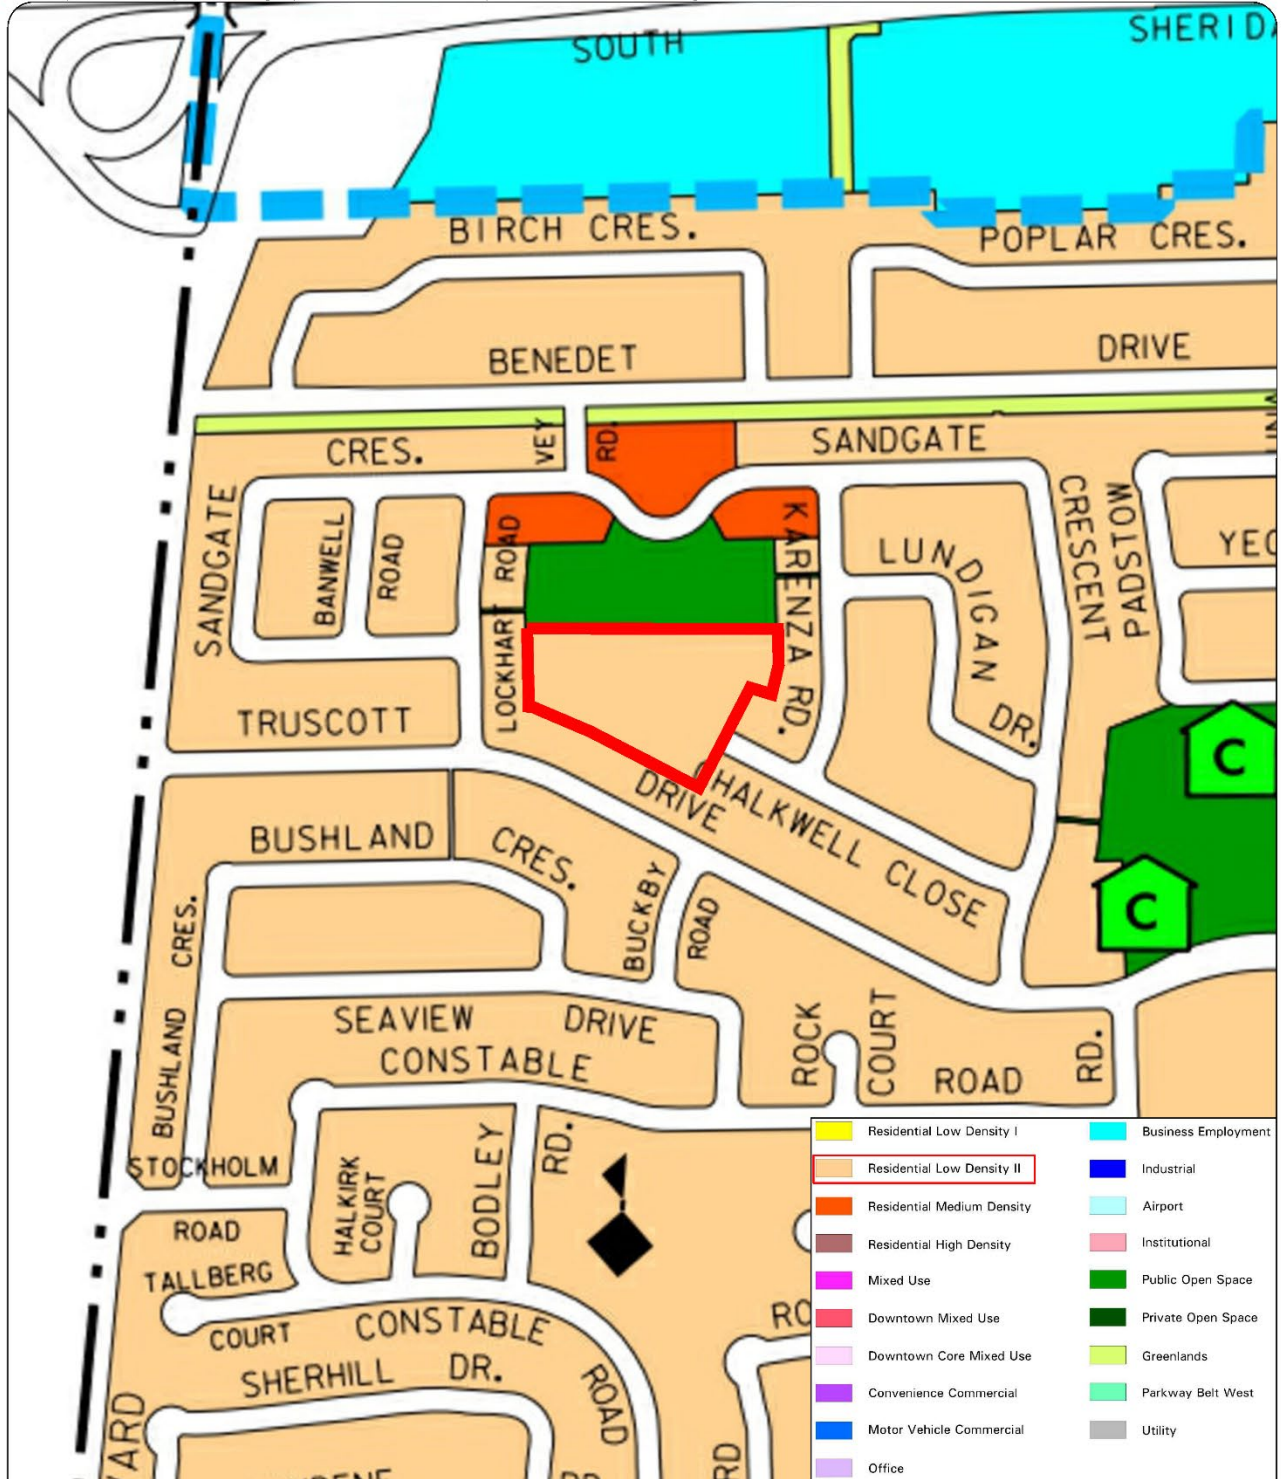 SOUTH
SHERIDA
BIRCH CRES.
POPLAR CRES.
BENEDET
DRIVE
CRES.
VEY
RD.
SANDGATE
SANDGATE
BANWELL
ROAD
ROAD
LOCKHART
KARENZA RD.
LUNDIGAN DR.
CRESCENT
PADSTOW
YEO
TRUSCOTT
DRIVE
CHALKWELL CLOSE
C
C
BUSHLAND
CRES.
BUCKBY
ROAD
BUSHLAND
CRES.
SEAVIEW DRIVE
CONSTABLE
ROAD
ROCK
COURT
RD.
STOCKHOLM
ROAD
HALKIRK
COURT
BODLEY
RD.
TALLBERG
COURT
CONSTABLE
ROAD
SHERHILL DR.
ARD
RO
RD
RD
Residential Low Density I
Residential Low Density II
Residential Medium Density
Residential High Density
Mixed Use
Downtown Mixed Use
Downtown Core Mixed Use
Convenience Commercial
Motor Vehicle Commercial
Office
Business Employment
Industrial
Airport
Institutional
Public Open Space
Private Open Space
Greenlands
Parkway Belt West
Utility